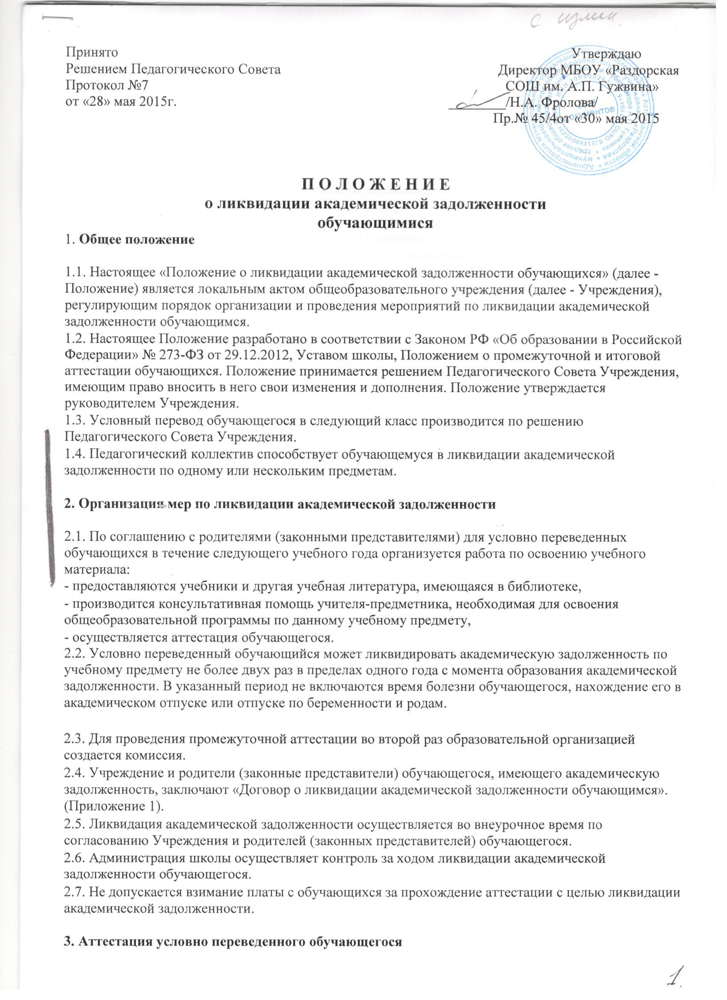 с измен.
Принято
Решением Педагогического Совета
Протокол №7
от «28» мая 2015г.
Утверждаю
Директор МБОУ «Раздорская
СОШ им. А.П. Гужвина»
/Н.А. Фролова/
Пр.№ 45/4от «30» мая 2015
документов
П О Л О Ж Е Н И Е
о ликвидации академической задолженности
обучающимися
1. Общее положение
1.1. Настоящее «Положение о ликвидации академической задолженности обучающихся» (далее -
Положение) является локальным актом общеобразовательного учреждения (далее - Учреждения),
регулирующим порядок организации и проведения мероприятий по ликвидации академической
задолженности обучающимся.
1.2. Настоящее Положение разработано в соответствии с Законом РФ «Об образовании в Российской
Федерации» № 273-ФЗ от 29.12.2012, Уставом школы, Положением о промежуточной и итоговой
аттестации обучающихся. Положение принимается решением Педагогического Совета Учреждения,
имеющим право вносить в него свои изменения и дополнения. Положение утверждается
руководителем Учреждения.
1.3. Условный перевод обучающегося в следующий класс производится по решению
Педагогического Совета Учреждения.
1.4. Педагогический коллектив способствует обучающемуся в ликвидации академической
задолженности по одному или нескольким предметам.
2. Организация мер по ликвидации академической задолженности
2.1. По соглашению с родителями (законными представителями) для условно переведенных
обучающихся в течение следующего учебного года организуется работа по освоению учебного
материала:
- предоставляются учебники и другая учебная литература, имеющаяся в библиотеке,
- производится консультативная помощь учителя-предметника, необходимая для освоения
общеобразовательной программы по данному учебному предмету,
- осуществляется аттестация обучающегося.
2.2. Условно переведенный обучающийся может ликвидировать академическую задолженность по
учебному предмету не более двух раз в пределах одного года с момента образования академической
задолженности. В указанный период не включаются время болезни обучающегося, нахождение его в
академическом отпуске или отпуске по беременности и родам.
2.3. Для проведения промежуточной аттестации во второй раз образовательной организацией
создается комиссия.
2.4. Учреждение и родители (законные представители) обучающегося, имеющего академическую
задолженность, заключают «Договор о ликвидации академической задолженности обучающимся».
(Приложение 1).
2.5. Ликвидация академической задолженности осуществляется во внеурочное время по
согласованию Учреждения и родителей (законных представителей) обучающегося.
2.6. Администрация школы осуществляет контроль за ходом ликвидации академической
задолженности обучающегося.
2.7. Не допускается взимание платы с обучающихся за прохождение аттестации с целью ликвидации
академической задолженности.
3. Аттестация условно переведенного обучающегося
1.